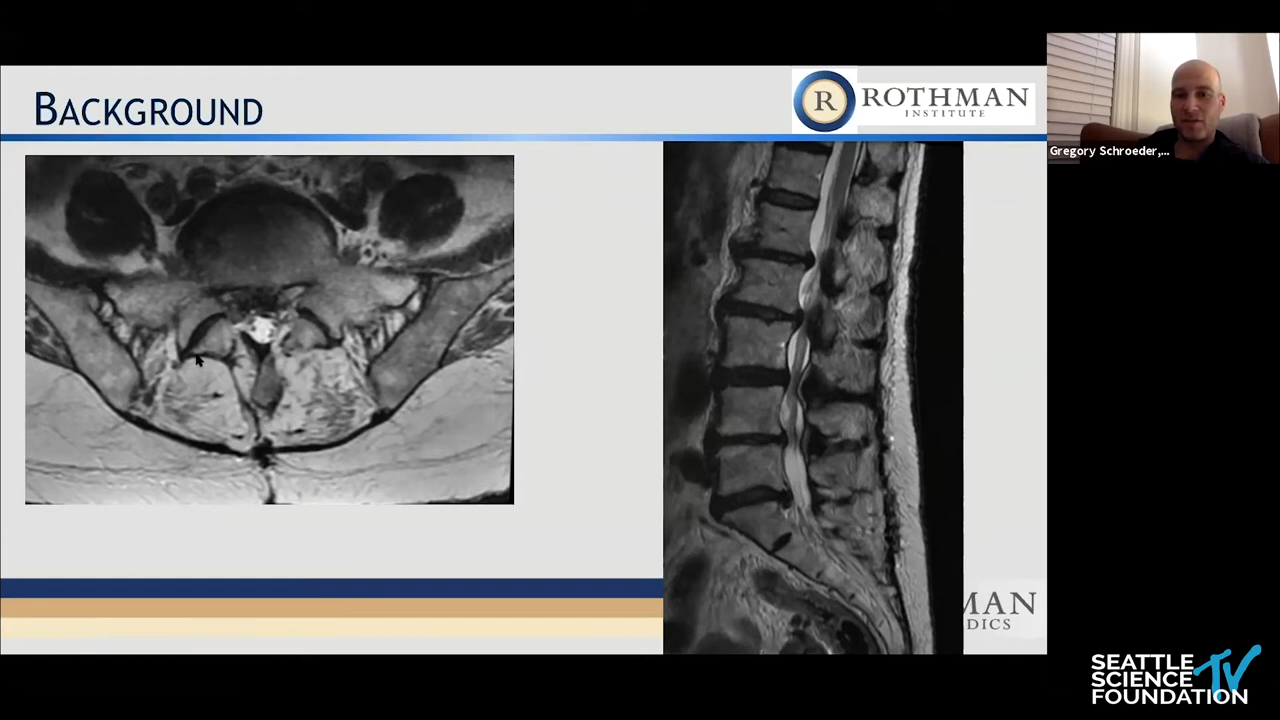 BACKGROUND
R ROTHMAN
INSTITUTE
Gregory Schroeder,...
MAN
DICS
SEATTLE
SCIENCE TV
FOUNDATION